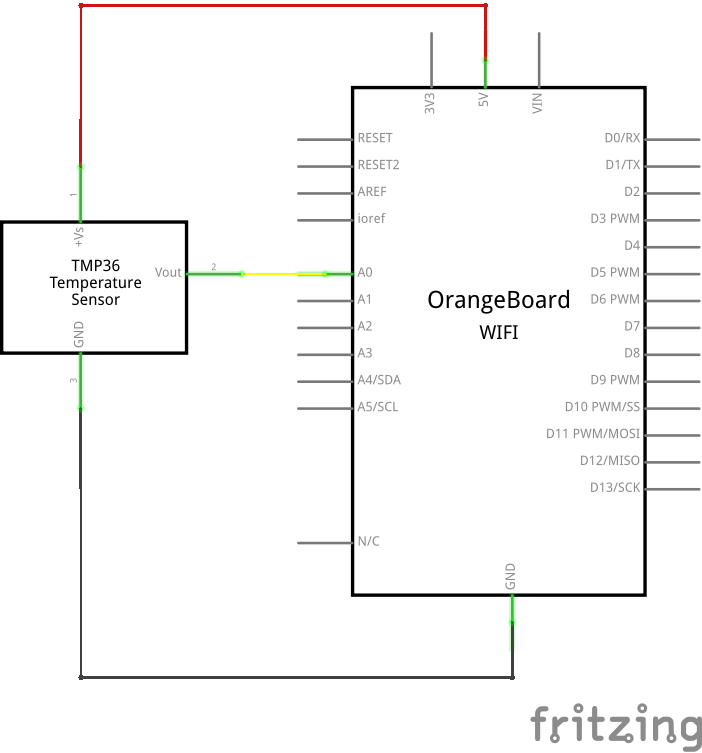 3V3
5V
VIN
RESET
RESET2
AREF
ioref
A0
A1
A2
A3
A4/SDA
A5/SCL
N/C
D0/RX
D1/TX
D2
D3 PWM
D4
D5 PWM
D6 PWM
D7
D8
D9 PWM
D10 PWM/SS
D11 PWM/MOSI
D12/MISO
D13/SCK
OrangeBoard
WIFI
GND
1
+Vs
TMP36
Temperature
Sensor
Vout
2
GND
3
fritzing